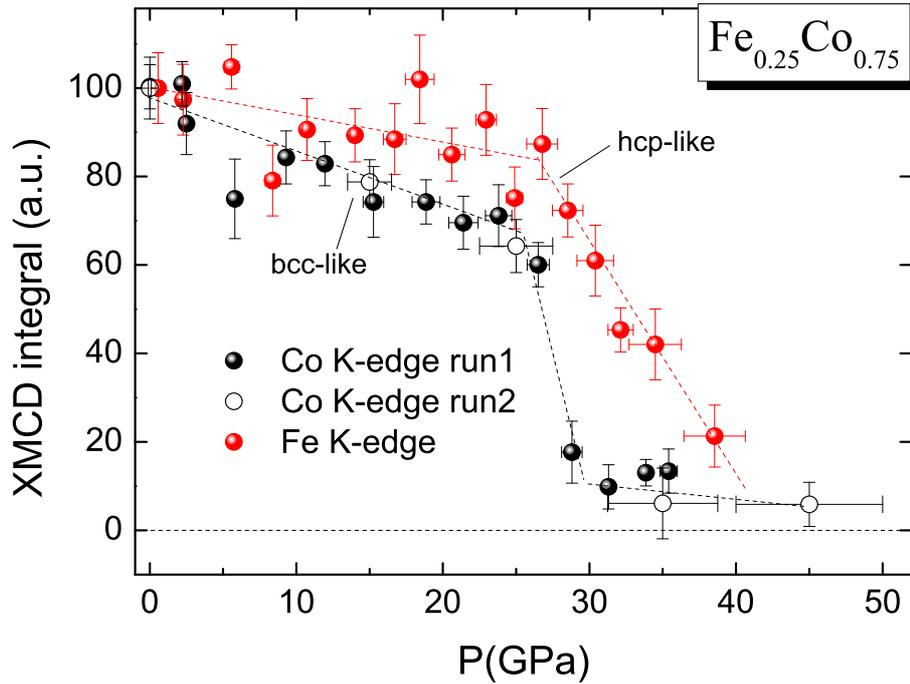 Fe0.25Co0.75
100
80
60
40
20
0
XMCD integral (a.u.)
hcp-like
bcc-like
Co K-edge run1
Co K-edge run2
Fe K-edge
0 10 20 30 40 50
P(GPa)